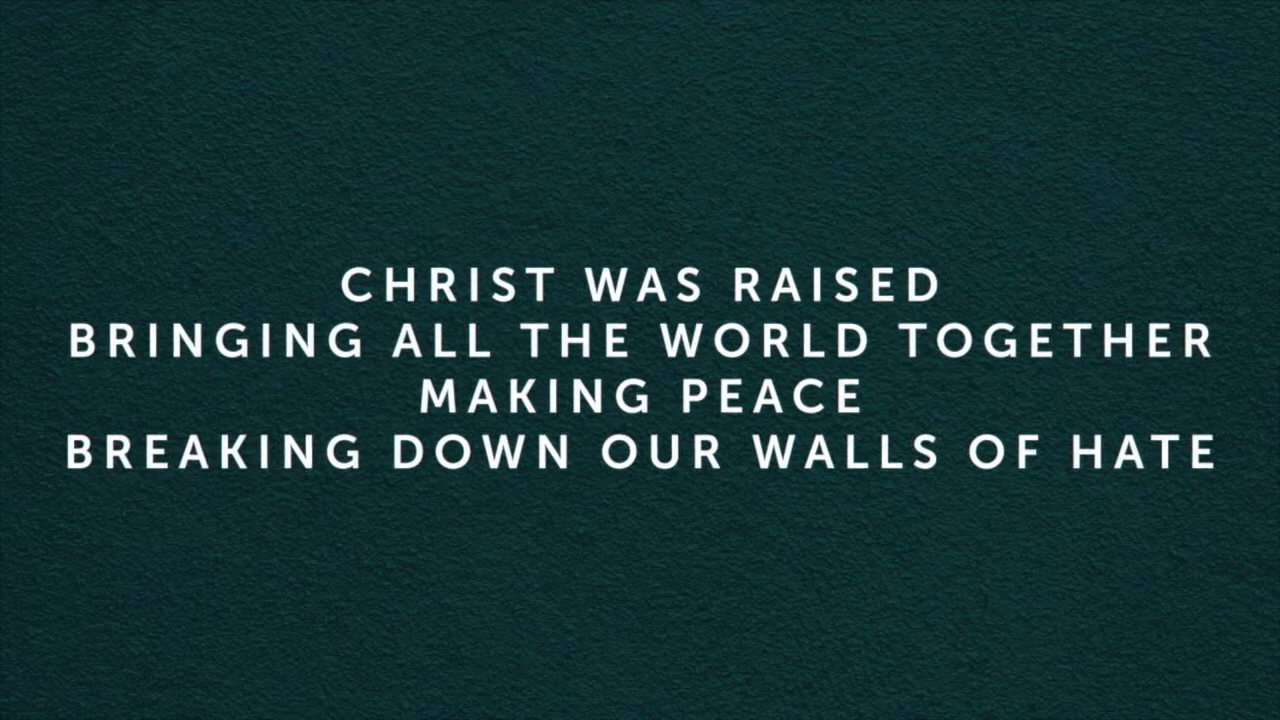 CHRIST WAS RAISED
BRINGING ALL THE WORLD TOGETHER
MAKING PEACE
BREAKING DOWN OUR WALLS OF HATE